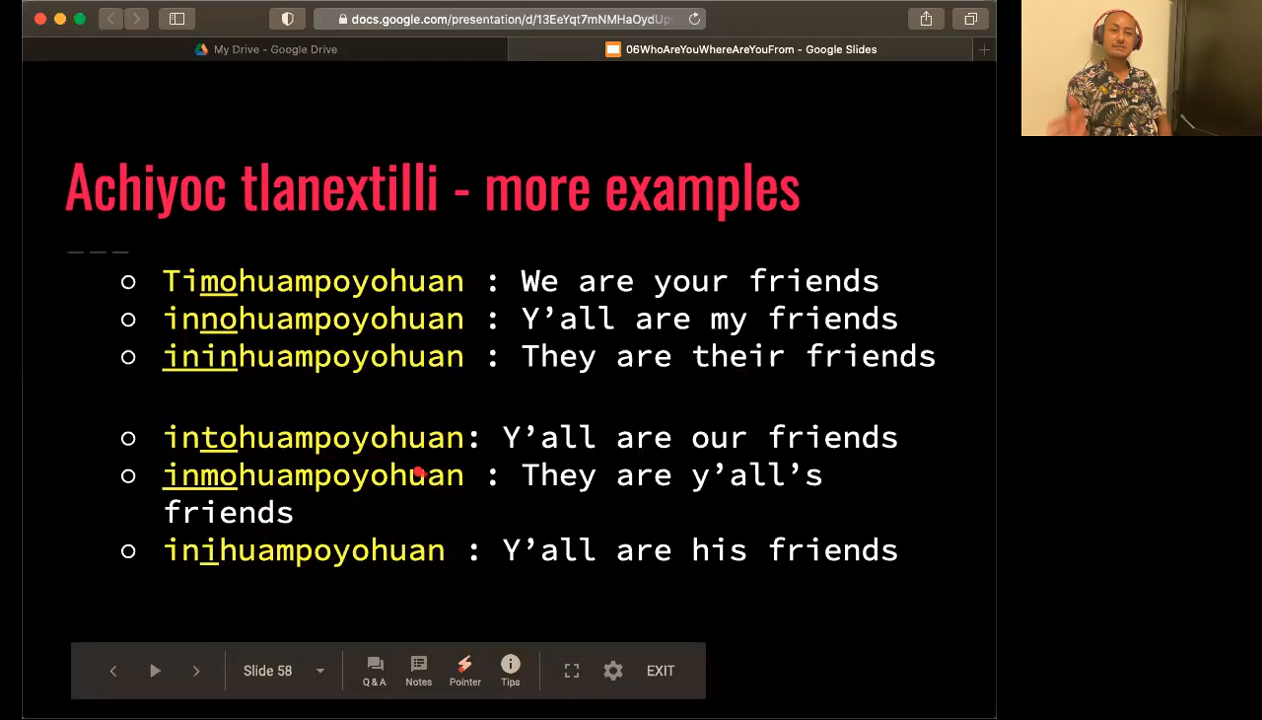 docs.google.com/presentation/d/13EeYqt7mNMHaOydUp
My Drive - Google Drive
06WhoAreYouWhereAreYouFrom - Google Slides
Achiyoc tlanextilli - more examples
Timohuampoyohuan : We are your friends
innohuampoyohuan : Y’all are my friends
ininhuampoyohuan : They are their friends
intohuampoyohuan: Y’all are our friends
inmohuampoyohuan : They are y’all’s
friends
inihuampoyohuan : Y’all are his friends
Slide 58
Q & A
Notes
Pointer
Tips
EXIT